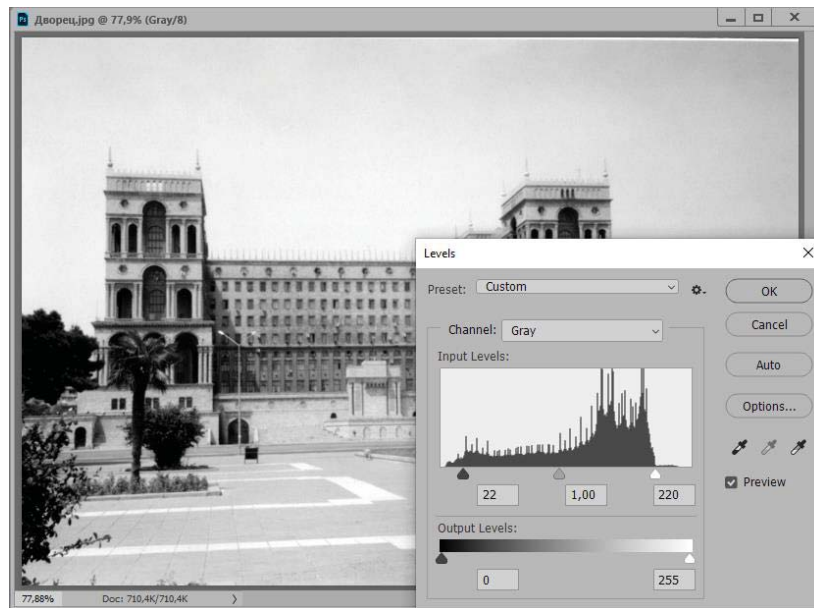 Ps Дворец.jpg @ 77,9% (Gray/8)
Levels
Preset: Custom
OK
Channel: Gray
Cancel
Input Levels:
Auto
Options...
Preview
22 1,00 220
Output Levels:
0 255
77,88% Doc: 710,4K/710,4K